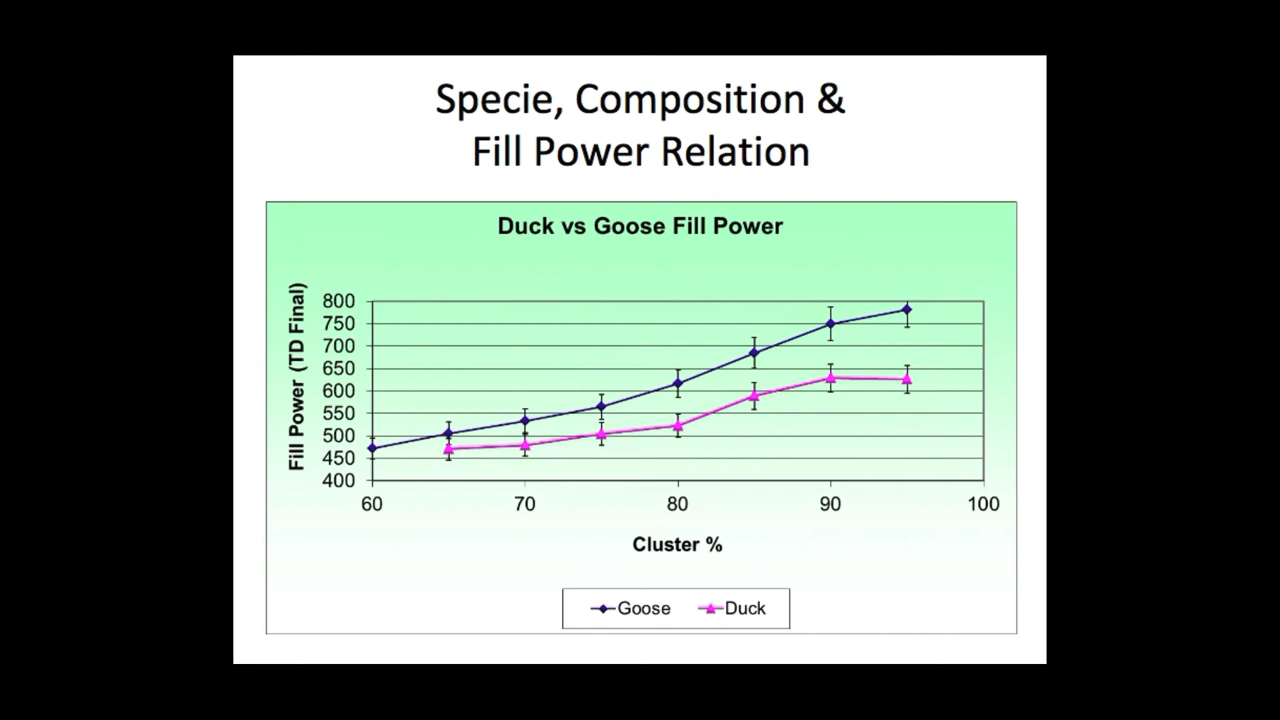 Specie, Composition &
Fill Power Relation
Duck vs Goose Fill Power
Fill Power (TD Final)
800
750
700
650
600
550
500
450
400
60 70 80 90 100
Cluster %
Goose Duck